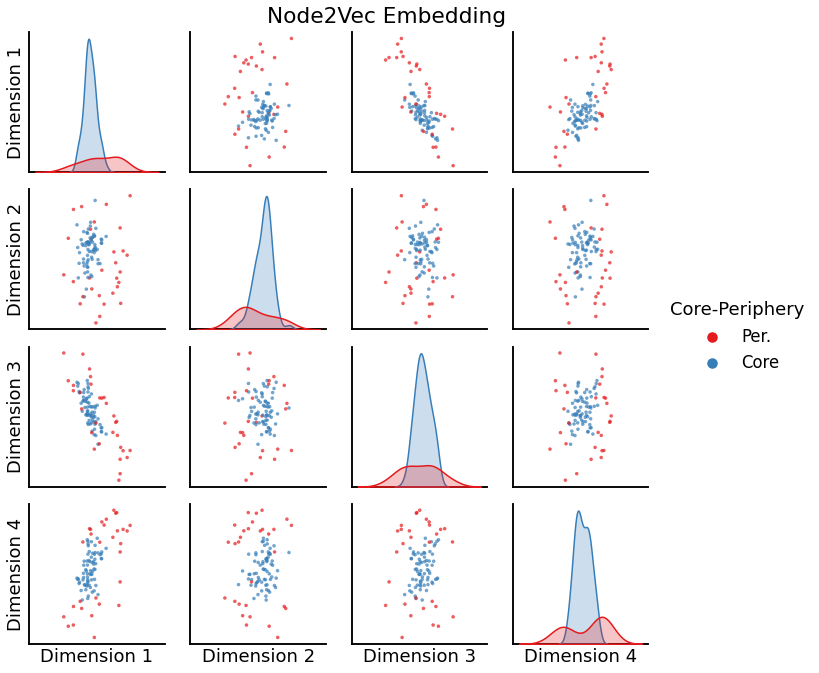 Node2Vec Embedding
Dimension 1
Dimension 2
Dimension 3
Dimension 4
Core-Periphery
Per.
Core
Dimension 1
Dimension 2
Dimension 3
Dimension 4